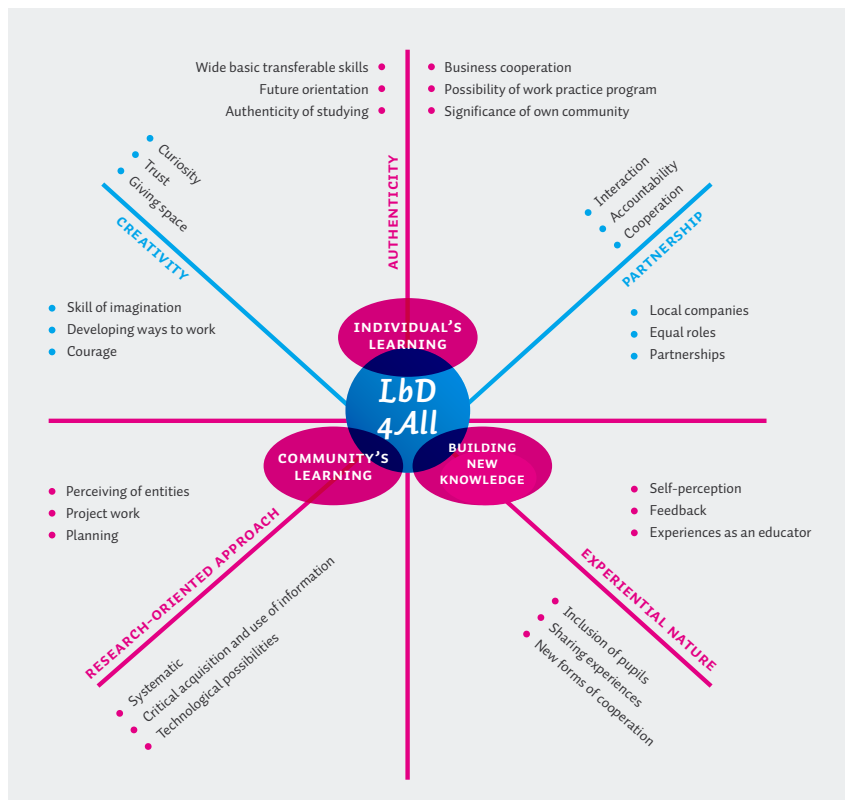 Wide basic transferable skills
Future orientation
Authenticity of studying
Business cooperation
Possibility of work practice program
Significance of own community
AUTHENTICITY
Curiosity
Trust
Giving space
CREATIVITY
Skill of imagination
Developing ways to work
Courage
Interaction
Accountability
Cooperation
PARTNERSHIP
Local companies
Equal roles
Partnerships
INDIVIDUAL'S
LEARNING
LbD
4All
COMMUNITY'S
LEARNING
BUILDING
NEW
KNOWLEDGE
Perceiving of entities
Project work
Planning
RESEARCH-ORIENTED APPROACH
Systematic
Critical acquisition and use of information
Technological possibilities
Self-perception
Feedback
Experiences as an educator
EXPERIENTIAL NATURE
Inclusion of pupils
Sharing experiences
New forms of cooperation